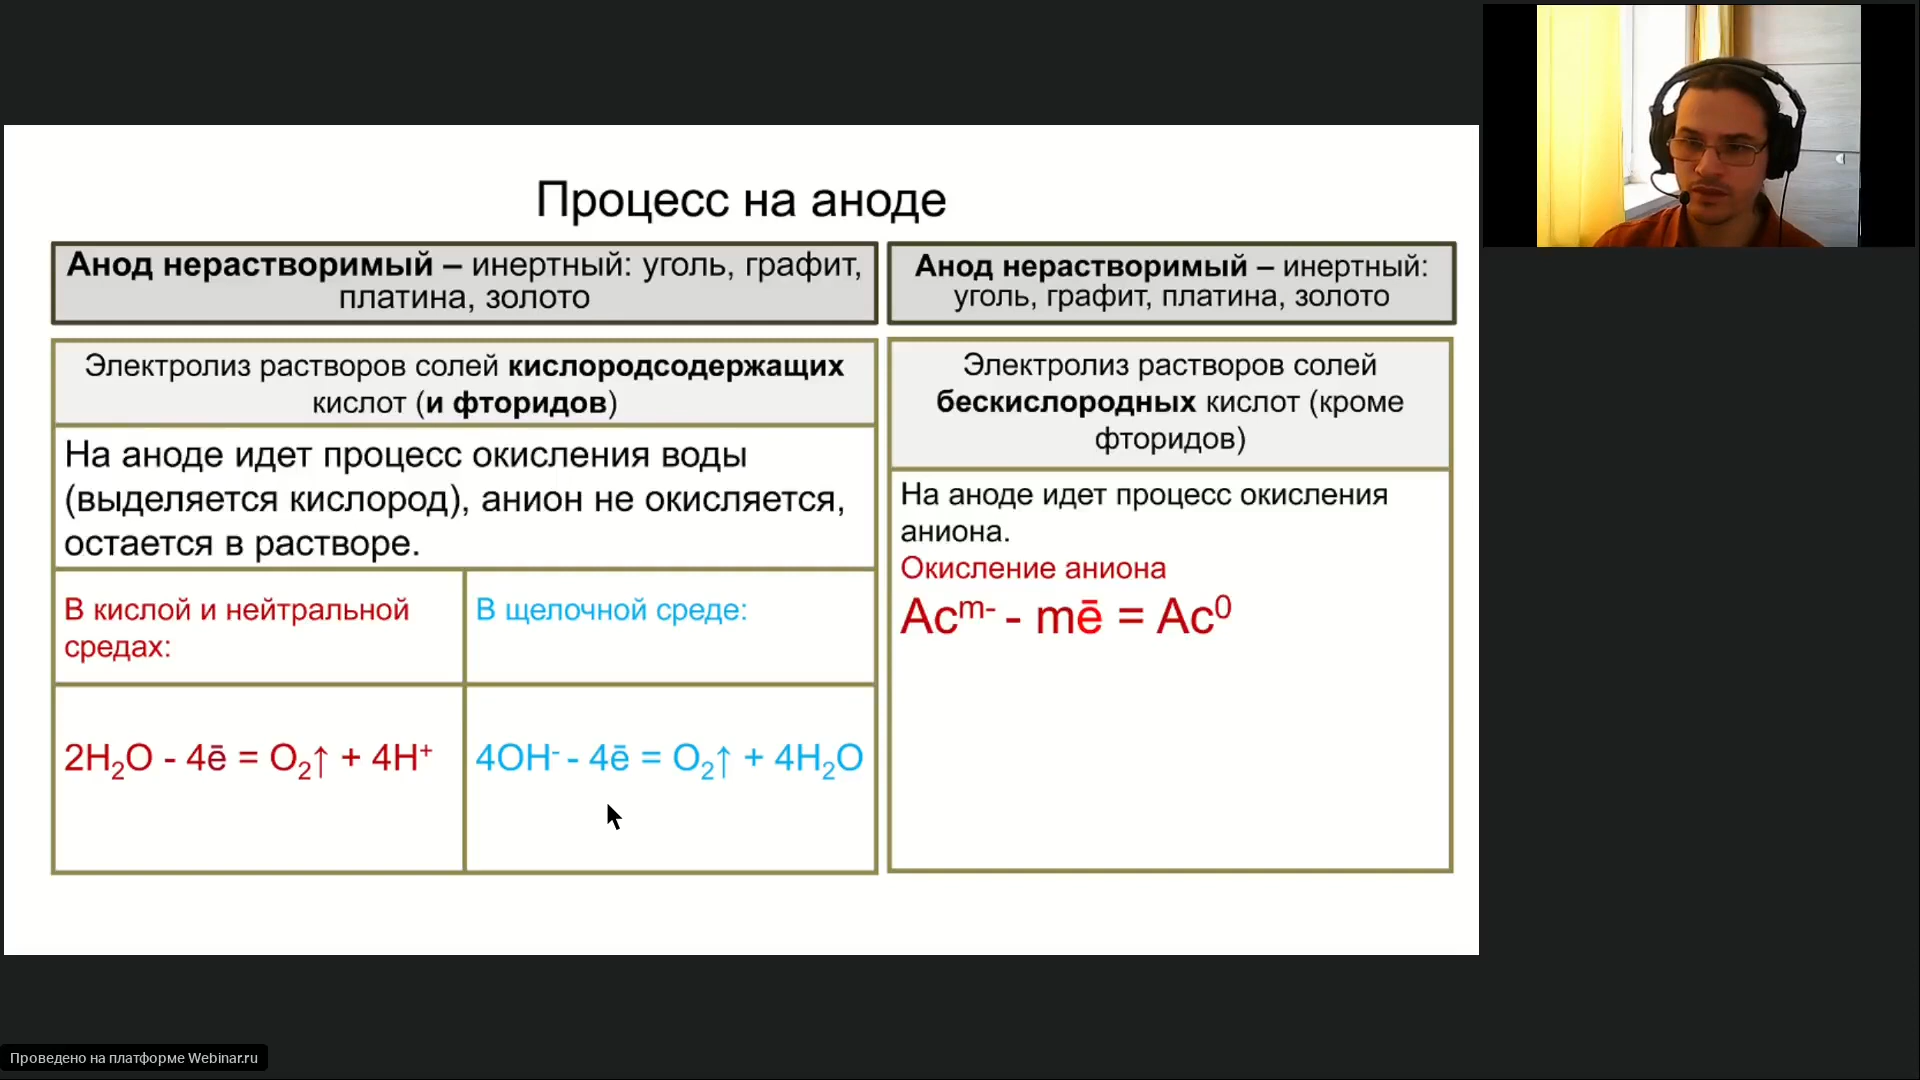 Процесс на аноде
Анод нерастворимый – инертный: уголь, графит,
платина, золото
Электролиз растворов солей кислородсодержащих
кислот (и фторидов)
На аноде идет процесс окисления воды
(выделяется кислород), анион не окисляется,
остается в растворе.
В кислой и нейтральной
средах:
В щелочной среде:
2H₂O - 4ē = O₂↑ + 4H⁺
4OH⁻ - 4ē = O₂↑ + 4H₂O
Анод нерастворимый – инертный:
уголь, графит, платина, золото
Электролиз растворов солей
бескислородных кислот (кроме
фторидов)
На аноде идет процесс окисления
аниона.
Окисление аниона
Acᵐ⁻ - mē = Ac⁰
Проведено на платформе Webinar.ru